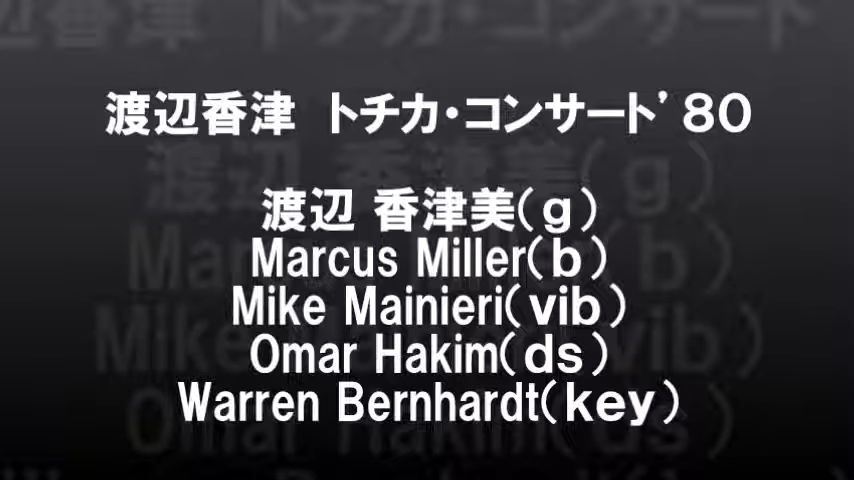 渡辺香津　トチカ・コンサート’８０
渡辺 香津美(ｇ)
Marcus Miller(ｂ)
Mike Mainieri(ｖib)
Omar Hakim(ｄｓ)
Warren Bernhardt(ｋｅｙ)